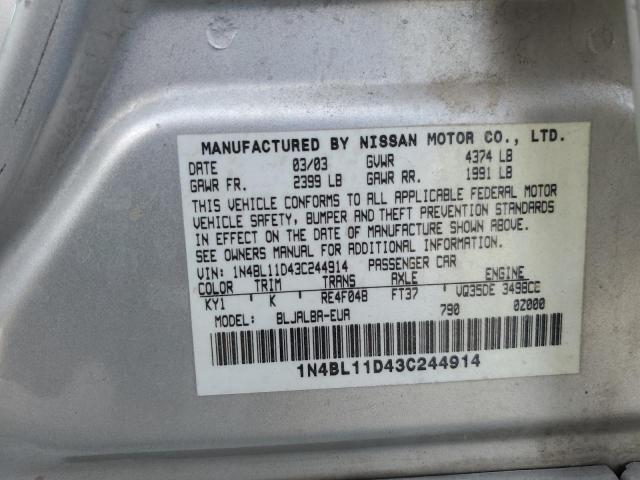 MANUFACTURED BY NISSAN MOTOR CO., LTD.
DATE 03/03 GVWR 4374 LB
GAWR FR. 2399 LB GAWR RR. 1991 LB
THIS VEHICLE CONFORMS TO ALL APPLICABLE FEDERAL MOTOR
VEHICLE SAFETY, BUMPER AND THEFT PREVENTION STANDARDS
IN EFFECT ON THE DATE OF MANUFACTURE SHOWN ABOVE.
SEE OWNERS MANUAL FOR ADDITIONAL INFORMATION.
VIN: 1N4BL11D43C244914 PASSENGER CAR
COLOR TRIM TRANS AXLE ENGINE
KY1 K RE4F04B FT37 VQ35DE 3498CC
MODEL: BLJALBA-EUA 790 0Z000
1N4BL11D43C244914